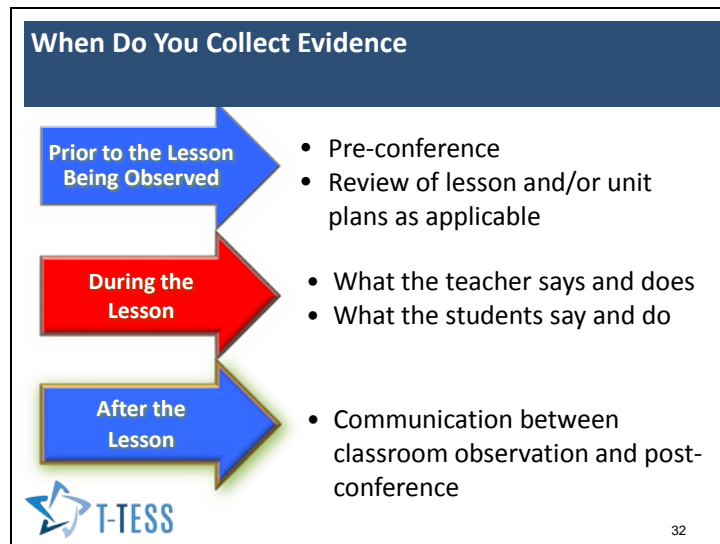 When Do You Collect Evidence
Prior to the Lesson
Being Observed
• Pre-conference
• Review of lesson and/or unit
plans as applicable
During the
Lesson
• What the teacher says and does
• What the students say and do
After the
Lesson
• Communication between
classroom observation and post-
conference
T-TESS
32